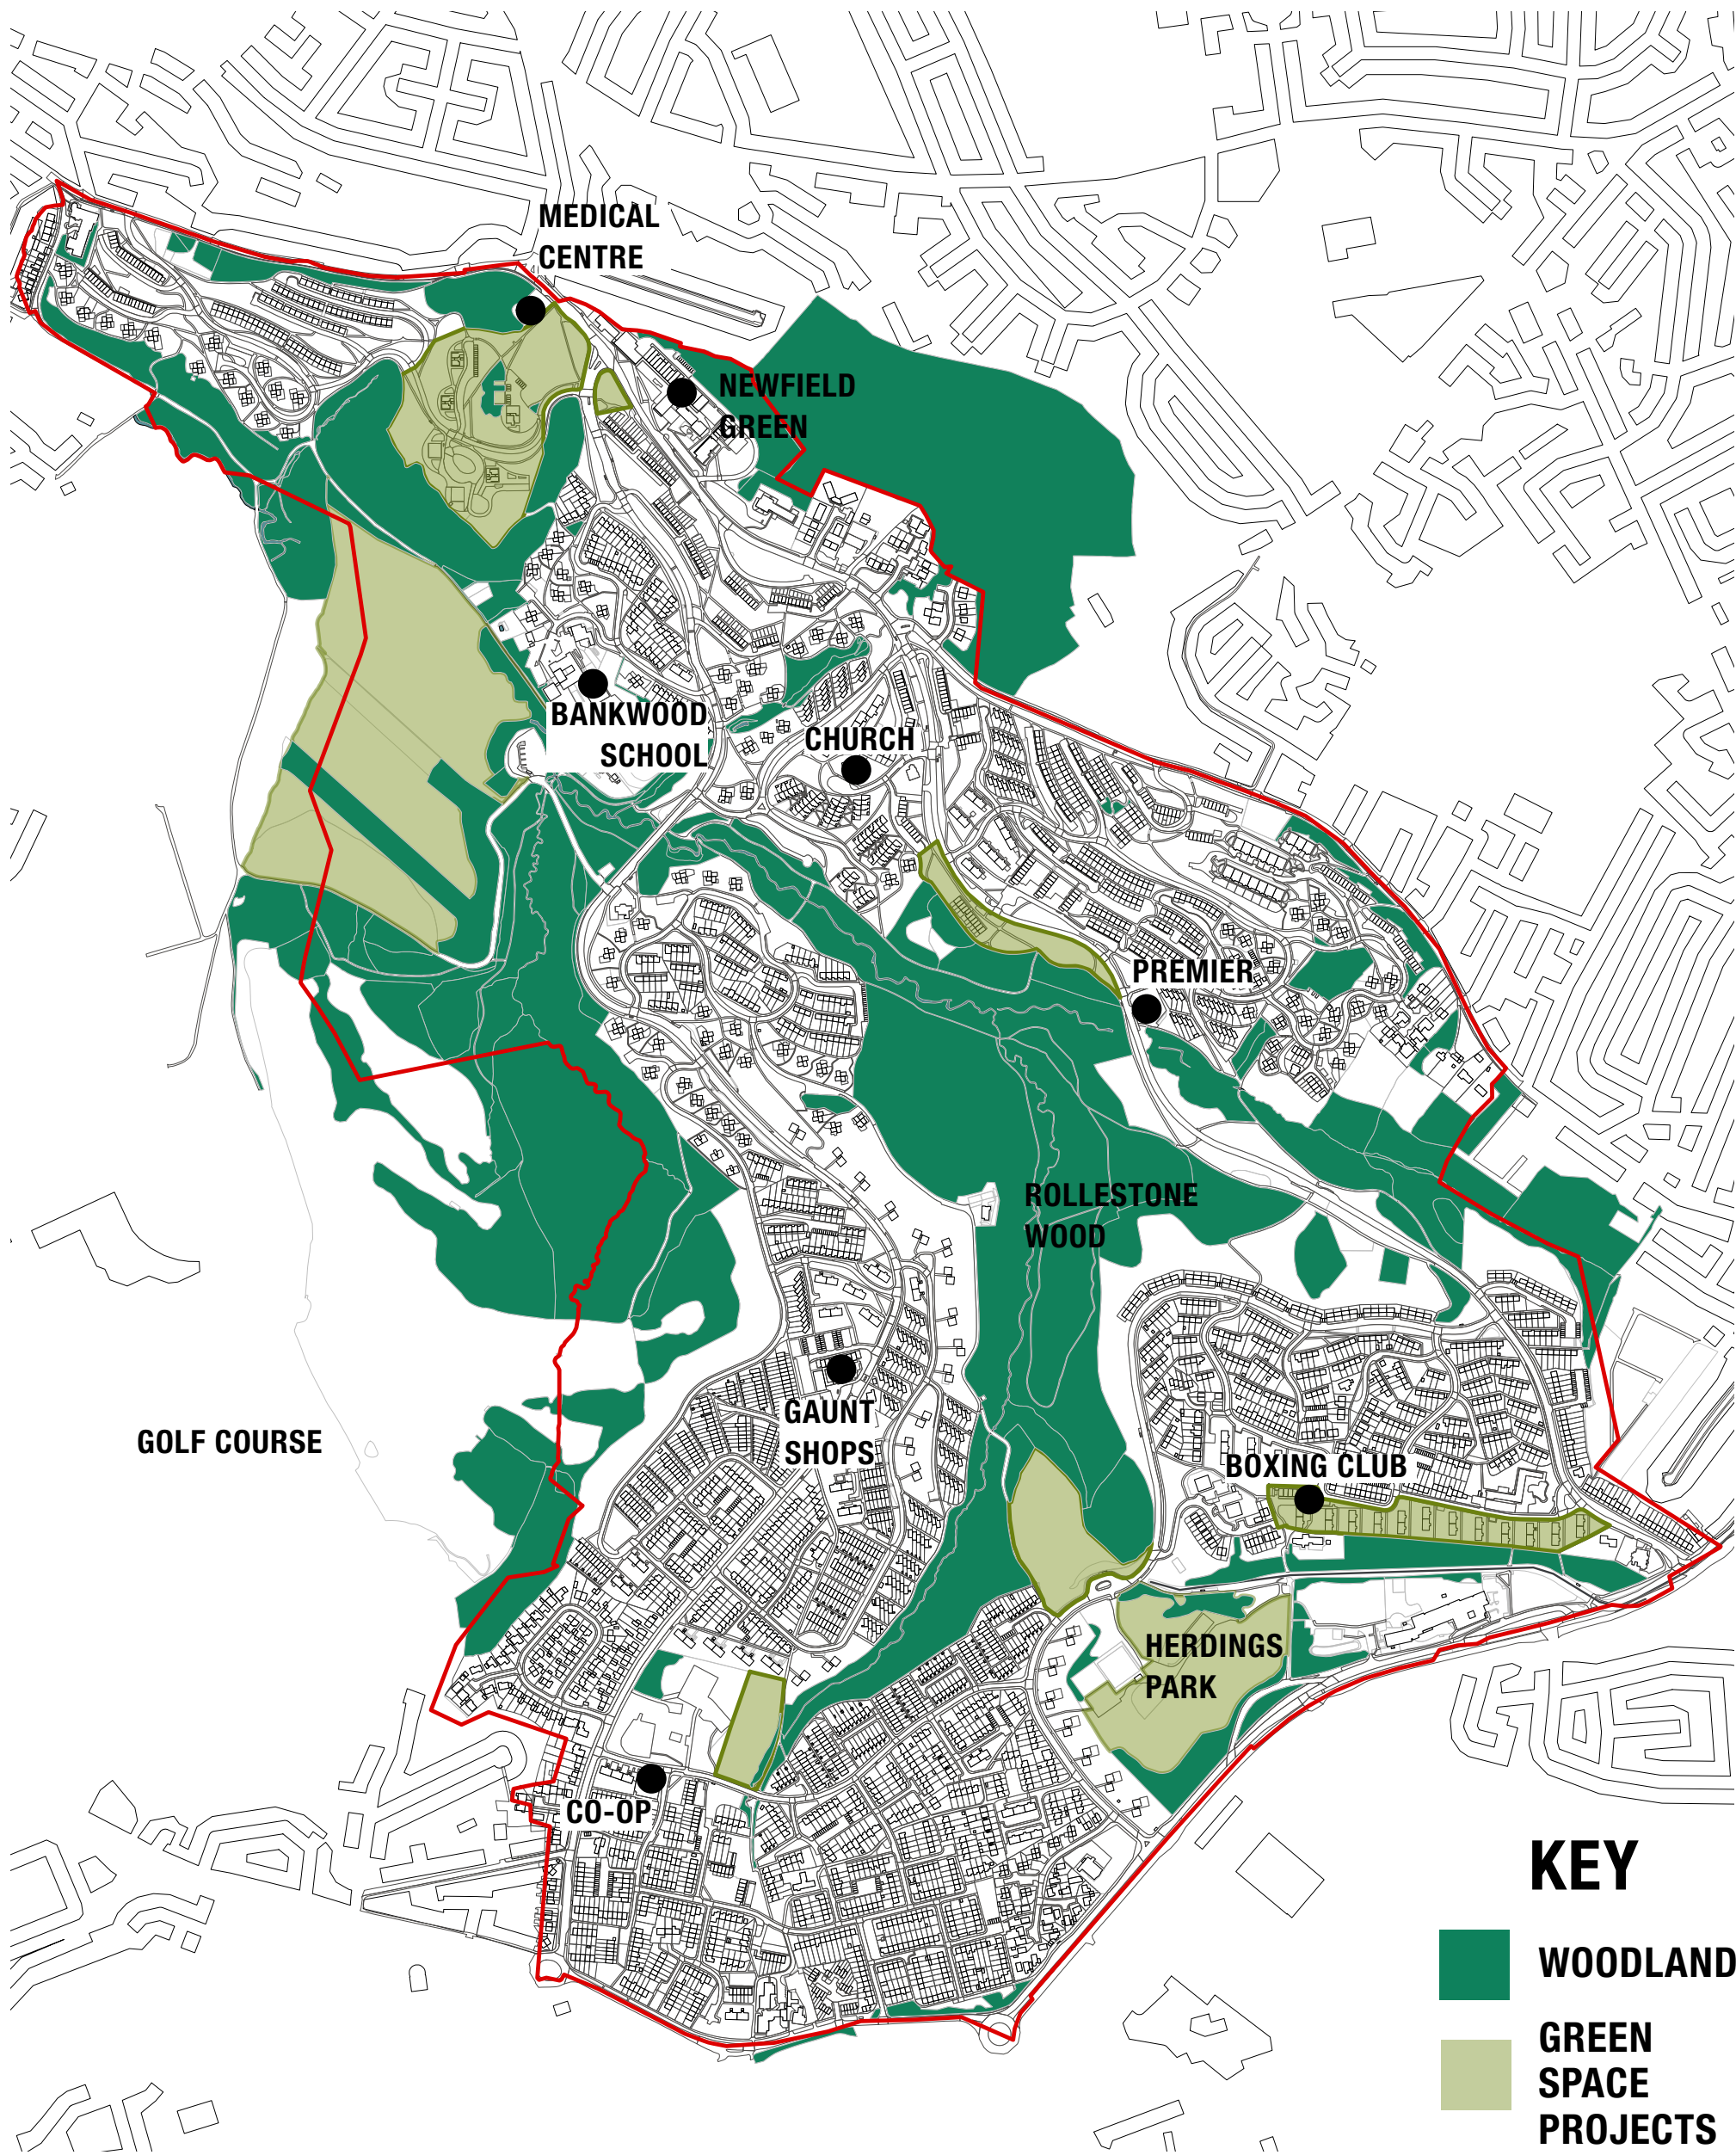 MEDICAL
CENTRE
NEWFIELD
GREEN
BANKWOOD
SCHOOL
CHURCH
PREMIER
ROLLESTONE
WOOD
GAUNT
SHOPS
GOLF COURSE
BOXING CLUB
HERDINGS
PARK
CO-OP
KEY
WOODLAND
GREEN
SPACE
PROJECTS